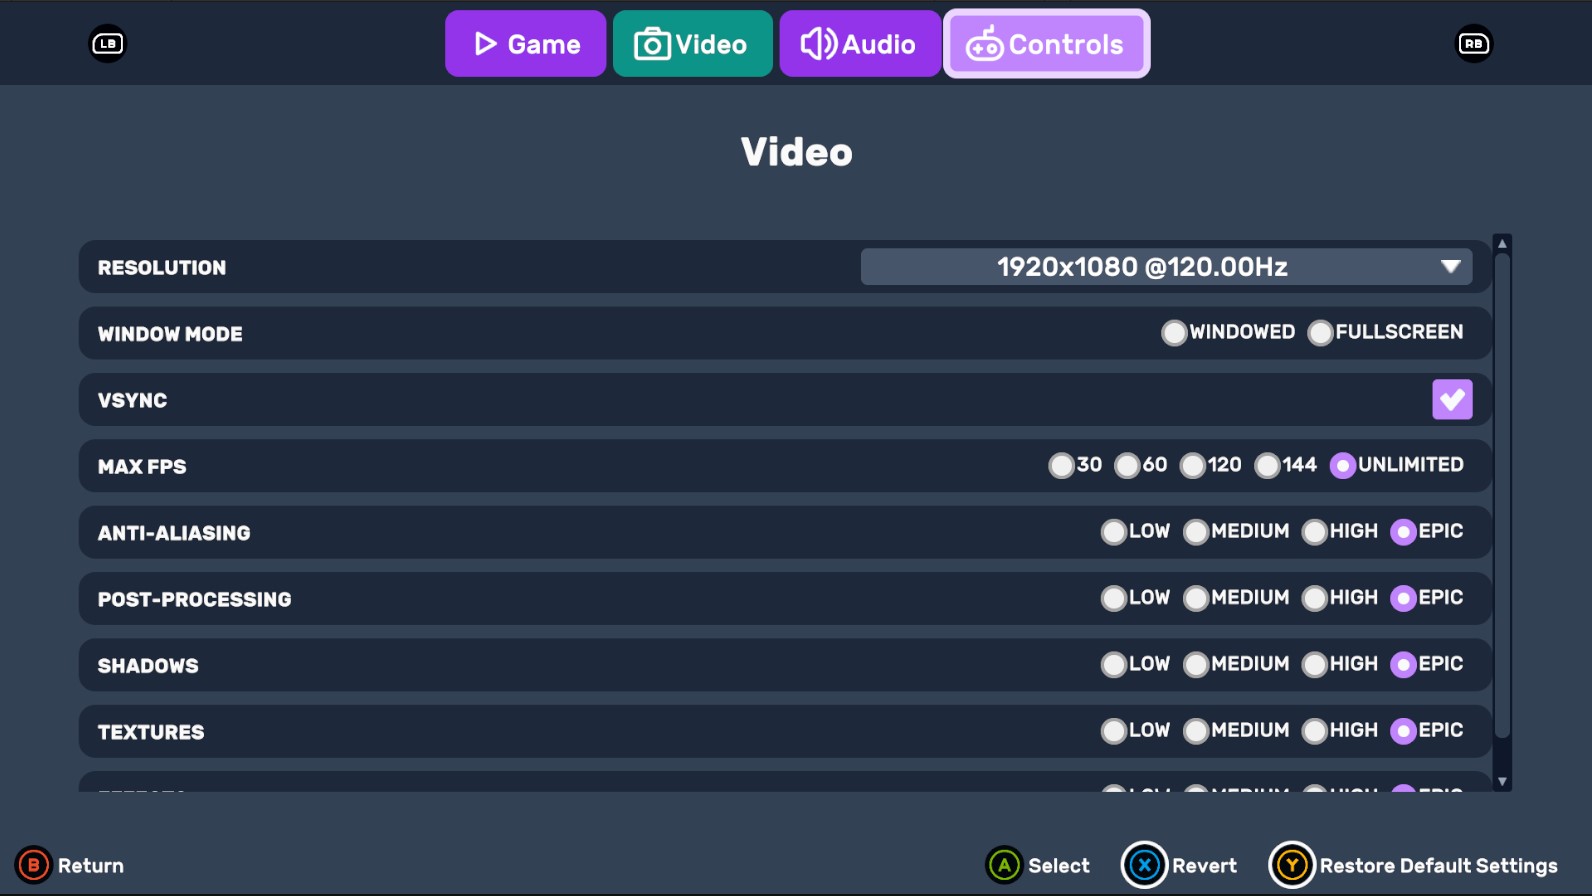 LB
Game
Video
Audio
Controls
RB
Video
RESOLUTION
1920x1080 @120.00Hz
WINDOW MODE
WINDOWED
FULLSCREEN
VSYNC
MAX FPS
30
60
120
144
UNLIMITED
ANTI-ALIASING
LOW
MEDIUM
HIGH
EPIC
POST-PROCESSING
LOW
MEDIUM
HIGH
EPIC
SHADOWS
LOW
MEDIUM
HIGH
EPIC
TEXTURES
LOW
MEDIUM
HIGH
EPIC
B
Return
A
Select
X
Revert
Y
Restore Default Settings